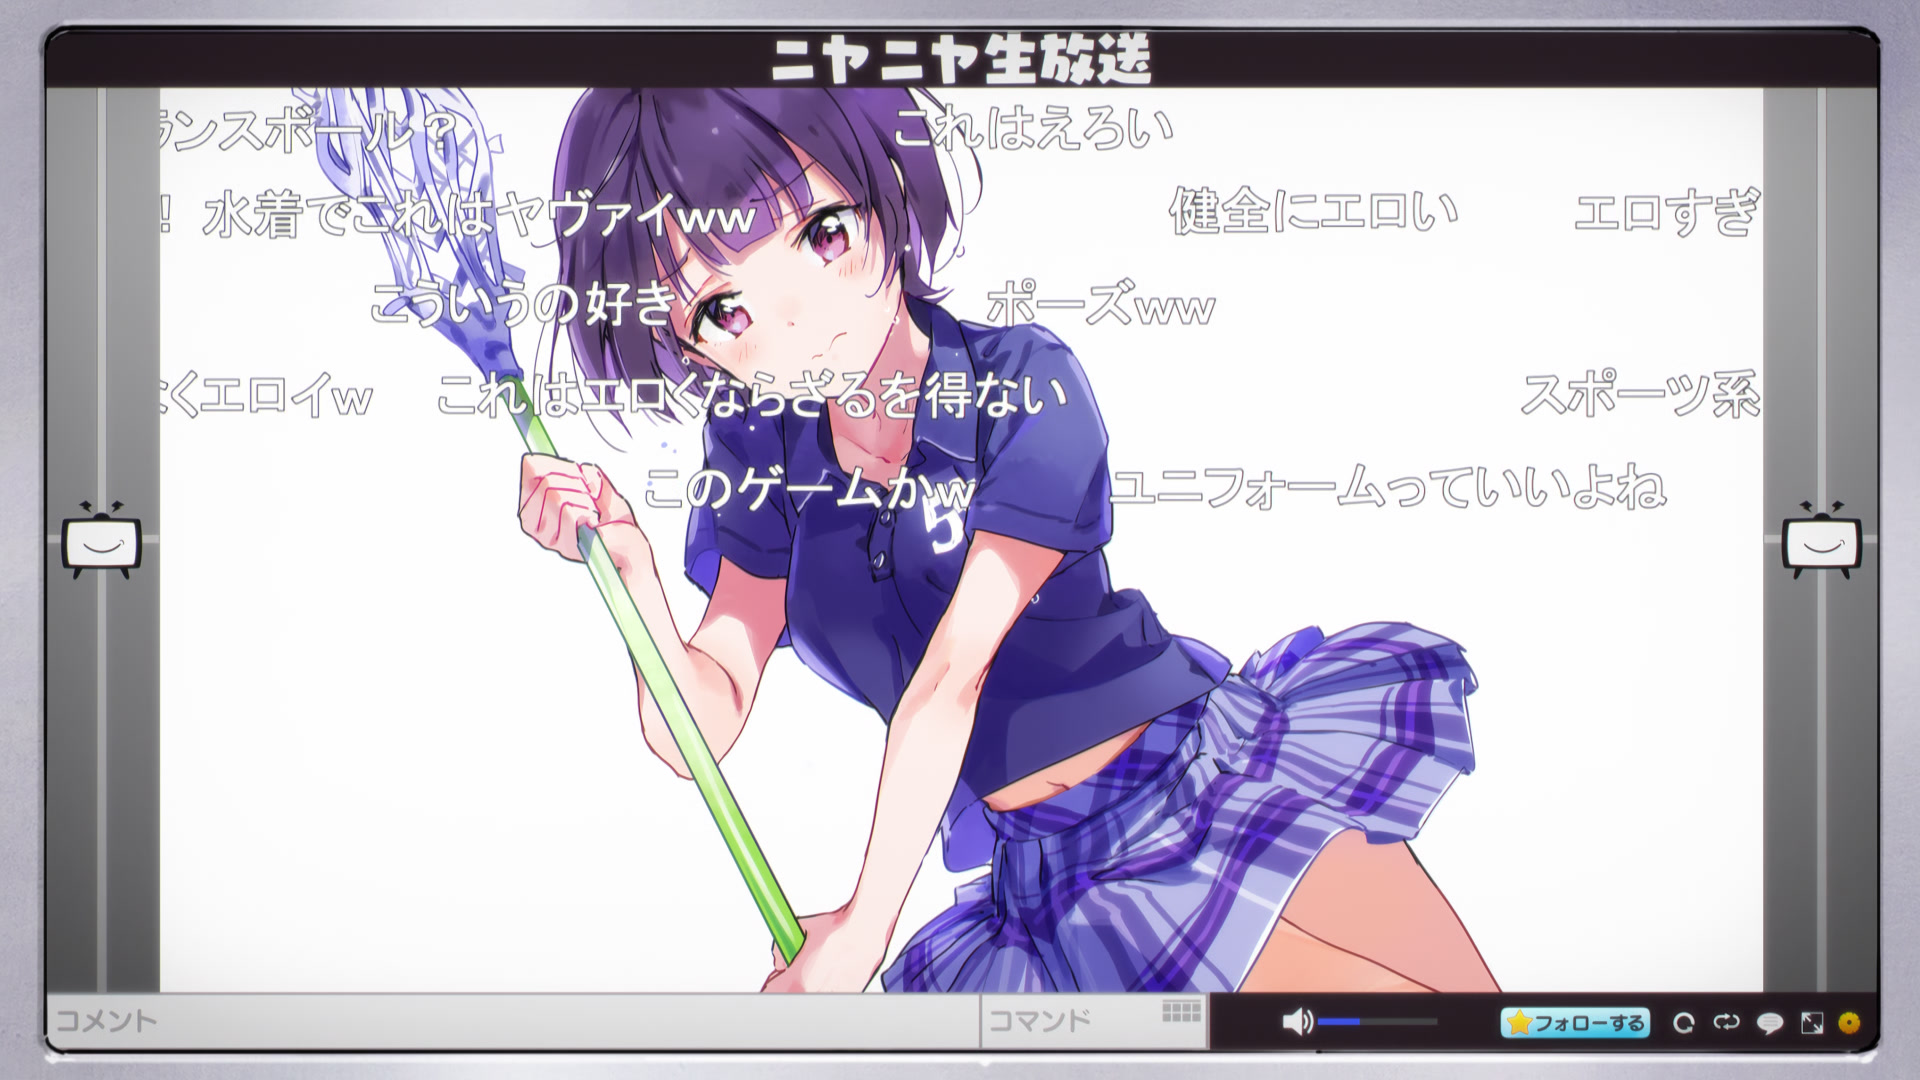 ニヤニヤ生放送
ランスボール？
これはえろい
！ 水着でこれはヤヴァイww
健全にエロい
エロすぎ
こういうの好き
ポーズww
なくエロイw
これはエロくならざるを得ない
スポーツ系
このゲームかw
ユニフォームっていいよね
5
コメント
コマンド
フォローする